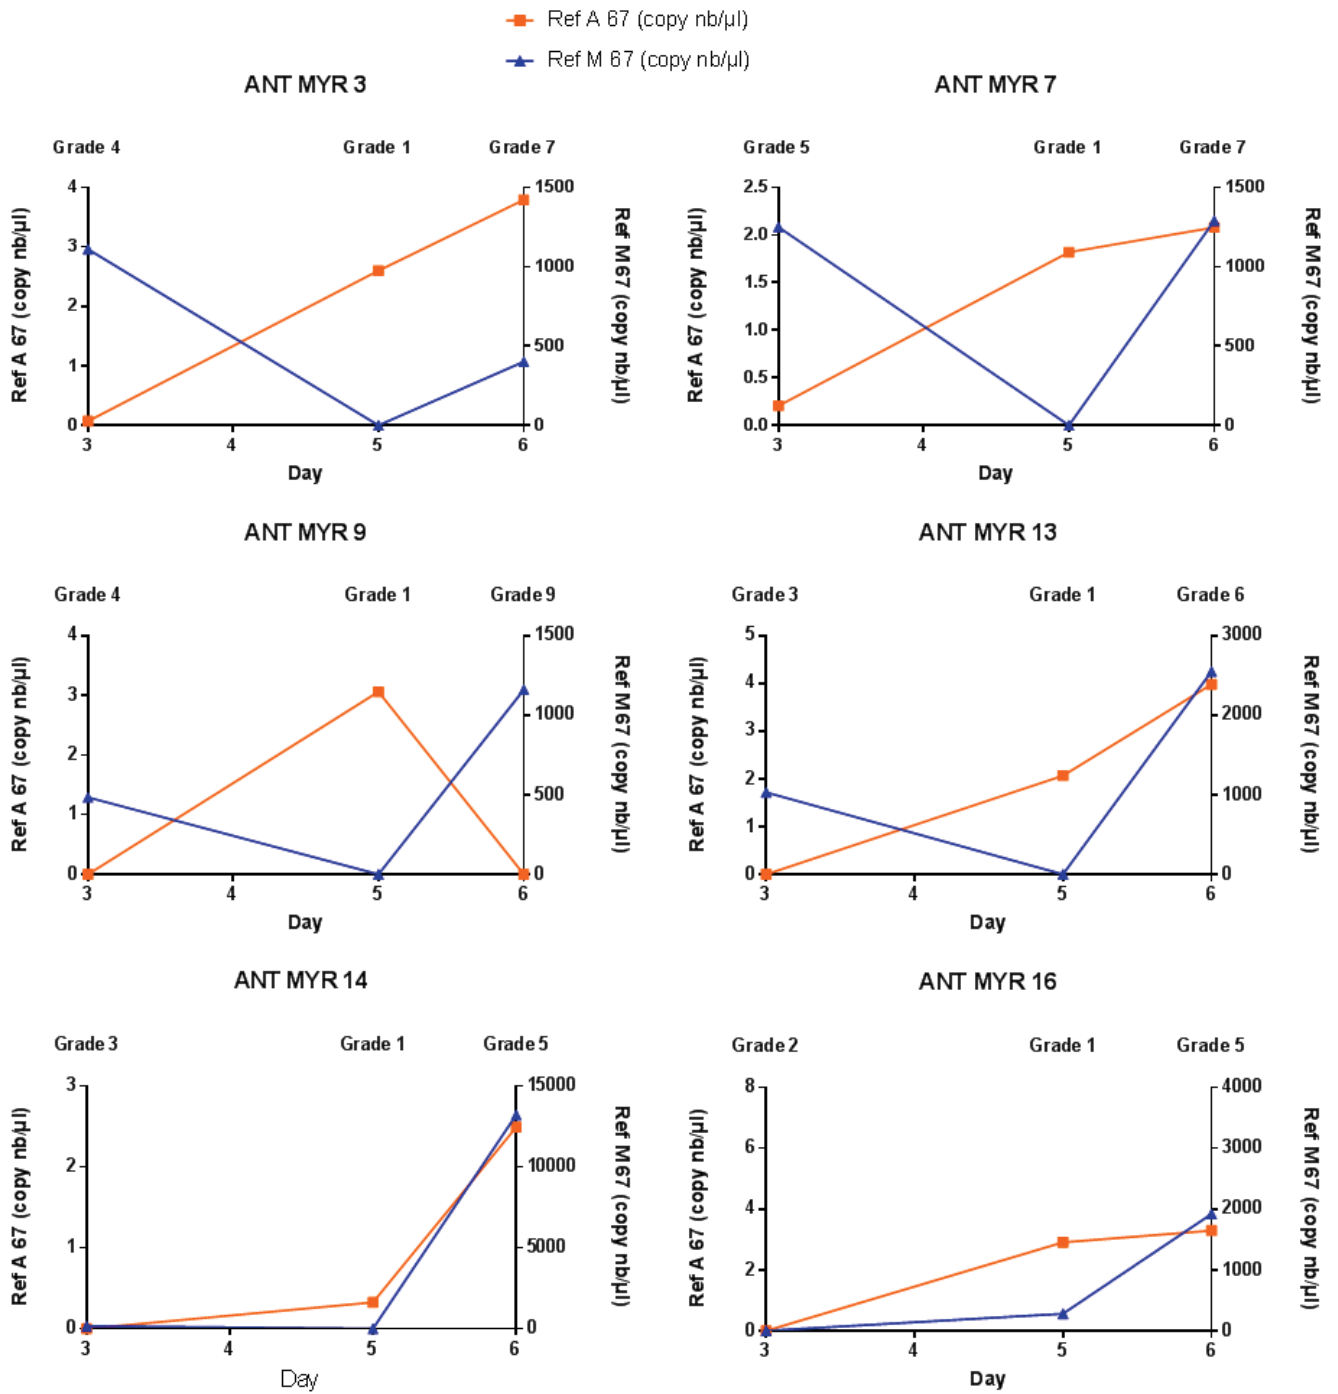 Ref A 67 (copy nb/µl)
Ref M 67 (copy nb/µl)
ANT MYR 3
Grade 4 Grade 1 Grade 7
Ref A 67 (copy nb/µl)
4
3
2
1
0
1500
1000
500
0
Ref M67 (copy nb/µl)
3 4 5 6
Day
ANT MYR 7
Grade 5 Grade 1 Grade 7
Ref A 67 (copy nb/µl)
2.5
2.0
1.5
1.0
0.5
0.0
1500
1000
500
0
Ref M67 (copy nb/µl)
3 4 5 6
Day
ANT MYR 9
Grade 4 Grade 1 Grade 9
Ref A 67 (copy nb/µl)
4
3
2
1
0
1500
1000
500
0
Ref M67 (copy nb/µl)
3 4 5 6
Day
ANT MYR 13
Grade 3 Grade 1 Grade 6
Ref A 67 (copy nb/µl)
5
4
3
2
1
0
3000
2000
1000
0
Ref M67 (copy nb/µl)
3 4 5 6
Day
ANT MYR 14
Grade 3 Grade 1 Grade 5
Ref A 67 (copy nb/µl)
3
2
1
0
15000
10000
5000
0
Ref M67 (copy nb/µl)
3 4 5 6
Day
ANT MYR 16
Grade 2 Grade 1 Grade 5
Ref A 67 (copy nb/µl)
8
6
4
2
0
4000
3000
2000
1000
0
Ref M67 (copy nb/µl)
3 4 5 6
Day